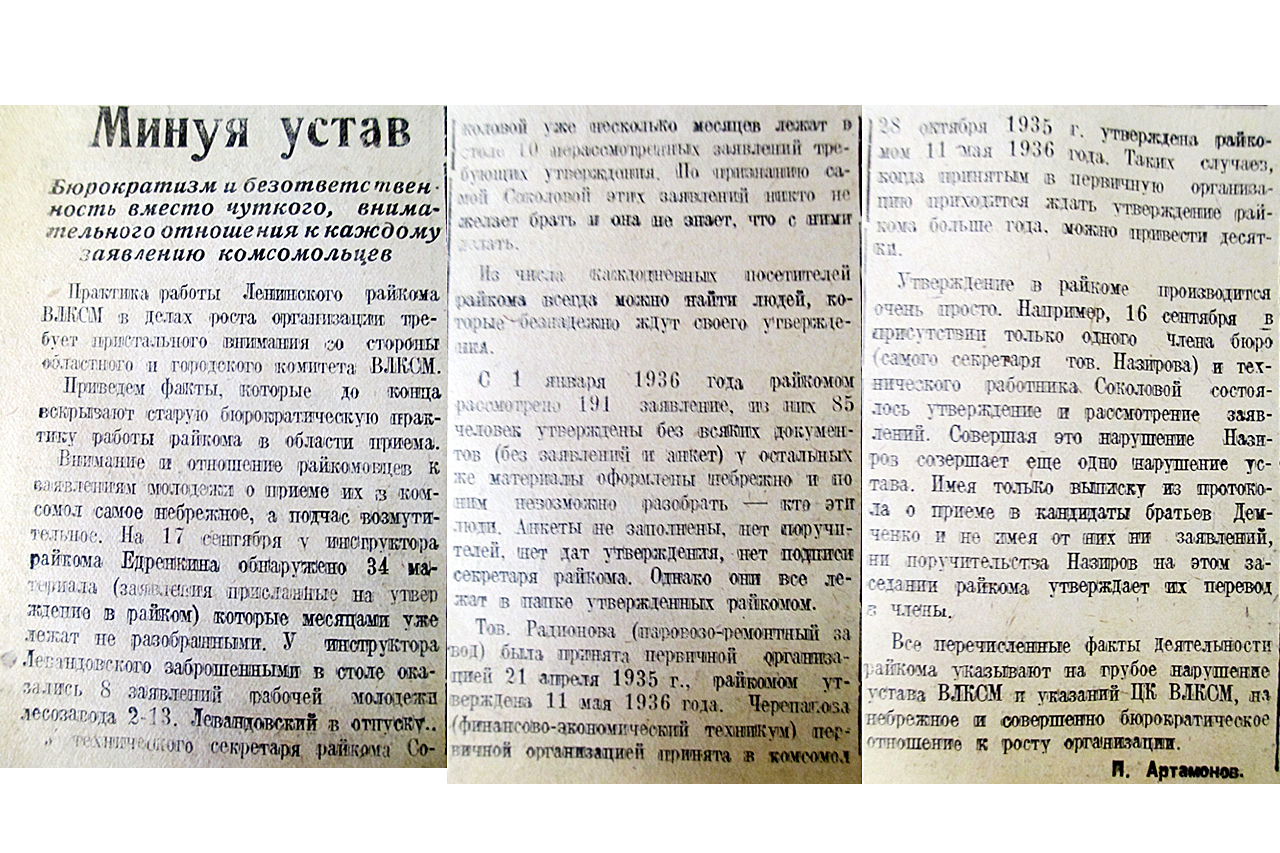 Минуя устав
Бюрократизм и безответствен-
ность вместо чуткого, внима-
тельного отношения к каждому
заявлению комсомольцев
Практика работы Ленинского райкома
ВЛКСМ в делах роста организации тре-
бует пристального внимания со стороны
областного и городского комитета ВЛКСМ.
Приведем факты, которые до конца
вскрывают старую бюрократическую прак-
тику работы райкома в области приема.
Внимание и отношение райкомовцев к
заявлениям молодежи о приеме их в ком-
сомол самое небрежное, а подчас возмути-
тельное. На 17 сентября у инструктора
райкома Едренкина обнаружено 34 ма-
териала (заявления присланные на утвер
ждение в райком) которые месяцами уже
лежат не разобранными. У инструктора
Левандовского заброшенными в столе ока-
зались 8 заявлений рабочей молодежи
лесозавода 2-13. Левандовский в отпуску..
У технического секретаря райкома Со-
коловой уже несколько месяцев лежат в
столе 10 нерассмотренных заявлений тре-
бующих утверждения. По признанию са-
мой Соколовой этих заявлений никто не
желает брать и она не знает, что с ними
делать.
Из числа каждодневных посетителей
райкома всегда можно найти людей, ко-
торые безнадежно ждут своего утвержде-
ния.
С 1 января 1936 года райкомом
рассмотрено 191 заявление, из них 85
человек утверждены без всяких докумен-
тов (без заявлений и анкет) у остальных
же материалы оформлены небрежно и по
ним невозможно разобрать — кто эти
люди. Анкеты не заполнены, нет поручи-
телей, нет дат утверждения, нет подписи
секретаря райкома. Однако они все ле-
жат в папке утвержденных райкомом.
Тов. Радионова (паровозо-ремонтный за
вод) была принята первичной организа-
цией 21 апреля 1935 г., райкомом ут-
верждена 11 мая 1936 года. Черепахова
(финансово-экономический техникум) пер-
вичной организацией принята в комсомол
28 октября 1935 г. утверждена райко-
мом 11 мая 1936 года. Таких случаев,
когда принятым в первичную организа-
цию приходится ждать утверждение рай-
кома больше года, можно привести десят-
ки.
Утверждение в райкоме производится
очень просто. Например, 16 сентября в
присутствии только одного члена бюро
(самого секретаря тов. Назирова) и тех-
нического работника Соколовой состоя-
лось утверждение и рассмотрение заяв-
лений. Совершая это нарушение Нази-
роз созершает еще одно нарушение ус-
тава. Имея только выписку из протоко-
ла о приеме в кандидаты братьев Дем-
ченко и не имея от них ни заявлений,
ни поручительства Назиров на этом за-
седании райкома утверждает их перевод
в члены.
Все перечисленные факты деятельности
райкома указывают на грубое нарушение
устава ВЛКСМ и указаний ЦК ВЛКСМ, на
небрежное и совершенно бюрократическое
отношение к росту организации.
П. Артамонов.